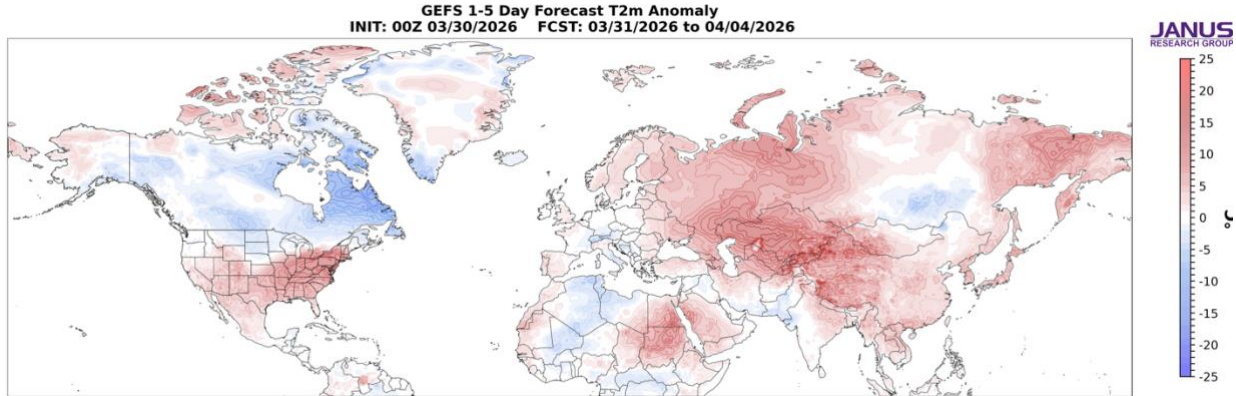 GEFS 1-5 Day Forecast T2m Anomaly
INIT: 00Z 03/30/2026 FCST: 03/31/2026 to 04/04/2026
JANUS
RESEARCH GROUP
25
20
15
10
5
0
-5
-10
-15
-20
-25
°C